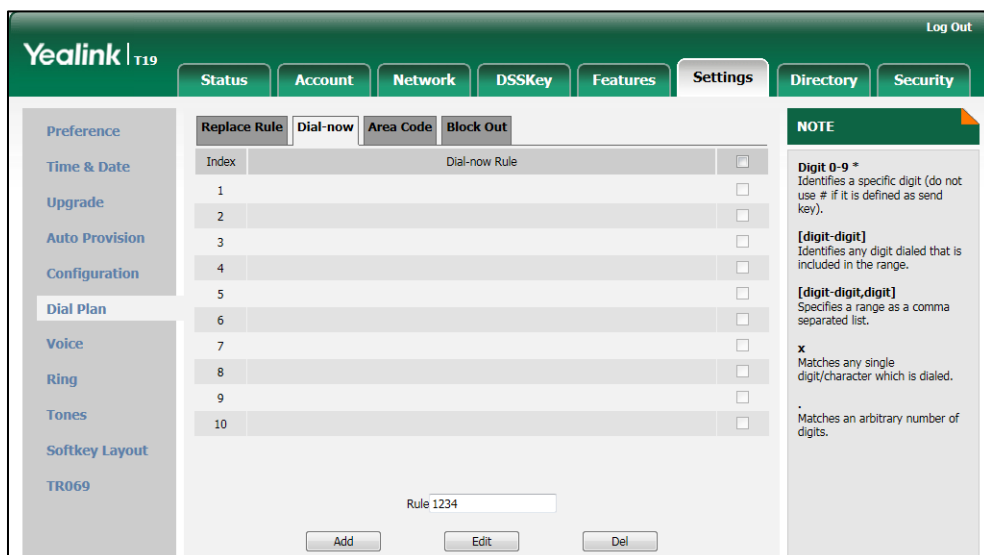 Log Out
Yealink T19
Status Account Network DSSKey Features Settings Directory Security
Preference
Time & Date
Upgrade
Auto Provision
Configuration
Dial Plan
Voice
Ring
Tones
Softkey Layout
TR069
Replace Rule Dial-now Area Code Block Out
Index Dial-now Rule
1
2
3
4
5
6
7
8
9
10
Rule 1234
Add Edit Del
NOTE
Digit 0-9 *
Identifies a specific digit (do not
use # if it is defined as send
key).
[digit-digit]
Identifies any digit dialed that is
included in the range.
[digit-digit,digit]
Specifies a range as a comma
separated list.
x
Matches any single
digit/character which is dialed.
.
Matches an arbitrary number of
digits.